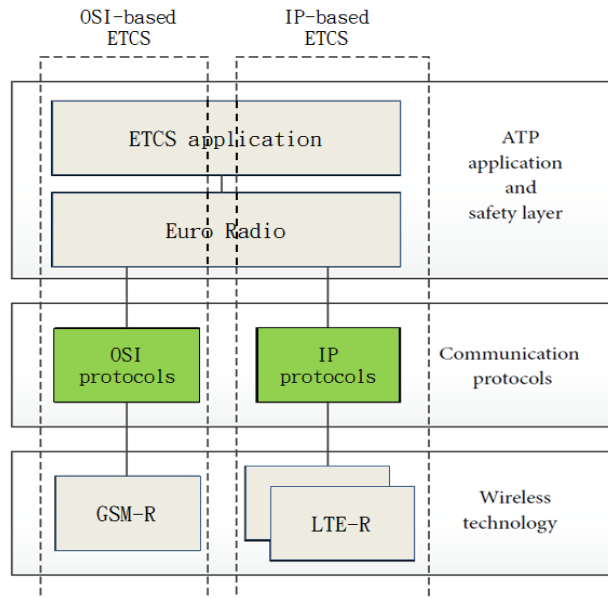 OSI-based
ETCS
IP-based
ETCS
ETCS application
Euro Radio
ATP
application
and
safety layer
OSI
protocols
IP
protocols
Communication
protocols
GSM-R
LTE-R
Wireless
technology